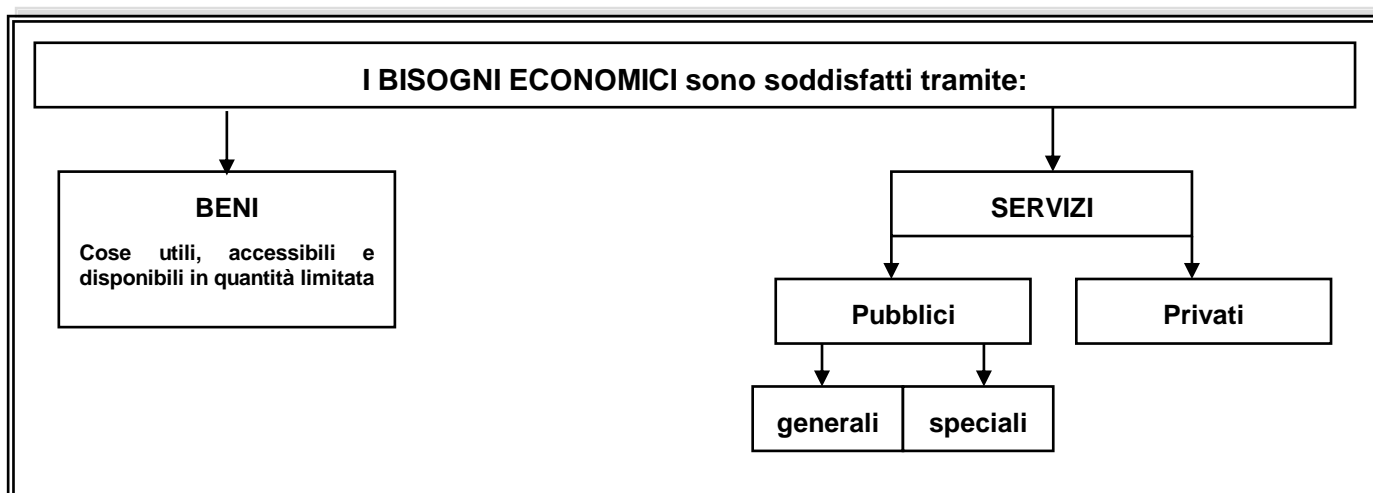 I BISOGNI ECONOMICI sono soddisfatti tramite:
BENI
Cose utili, accessibili e
disponibili in quantità limitata
SERVIZI
Pubblici
Privati
generali
speciali